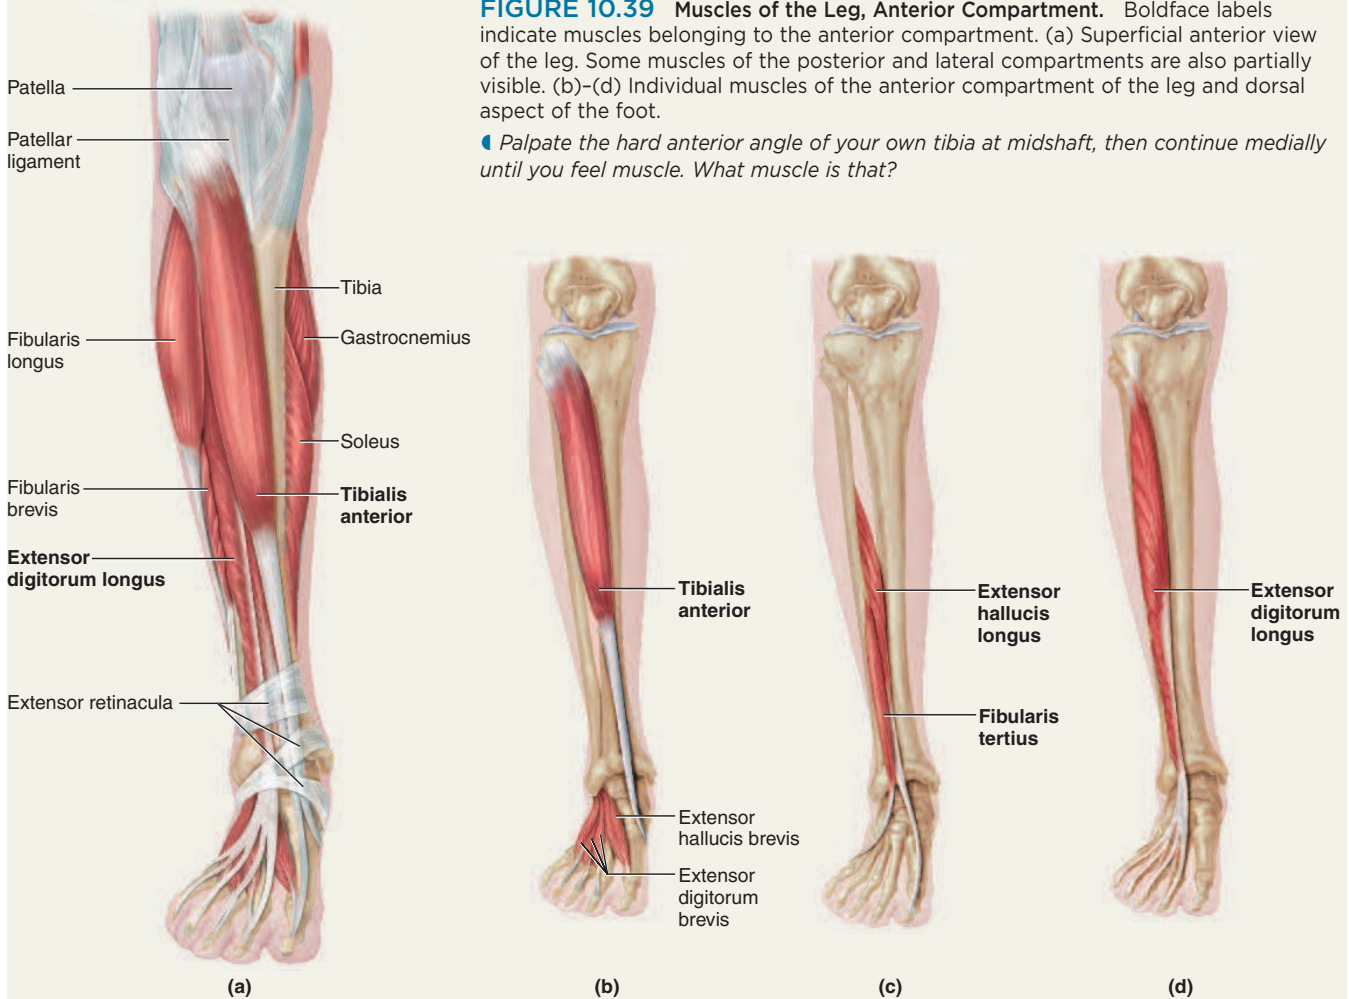 FIGURE 10.39 Muscles of the Leg, Anterior Compartment. Boldface labels
indicate muscles belonging to the anterior compartment. (a) Superficial anterior view
of the leg. Some muscles of the posterior and lateral compartments are also partially
visible. (b)–(d) Individual muscles of the anterior compartment of the leg and dorsal
aspect of the foot.
Palpate the hard anterior angle of your own tibia at midshaft, then continue medially
until you feel muscle. What muscle is that?
Patella
Patellar
ligament
Fibularis
longus
Fibularis
brevis
Extensor
digitorum longus
Extensor retinacula
Tibia
Gastrocnemius
Soleus
Tibialis
anterior
(a)
Tibialis
anterior
Extensor
hallucis brevis
Extensor
digitorum
brevis
(b)
Extensor
hallucis
longus
Fibularis
tertius
(c)
Extensor
digitorum
longus
(d)